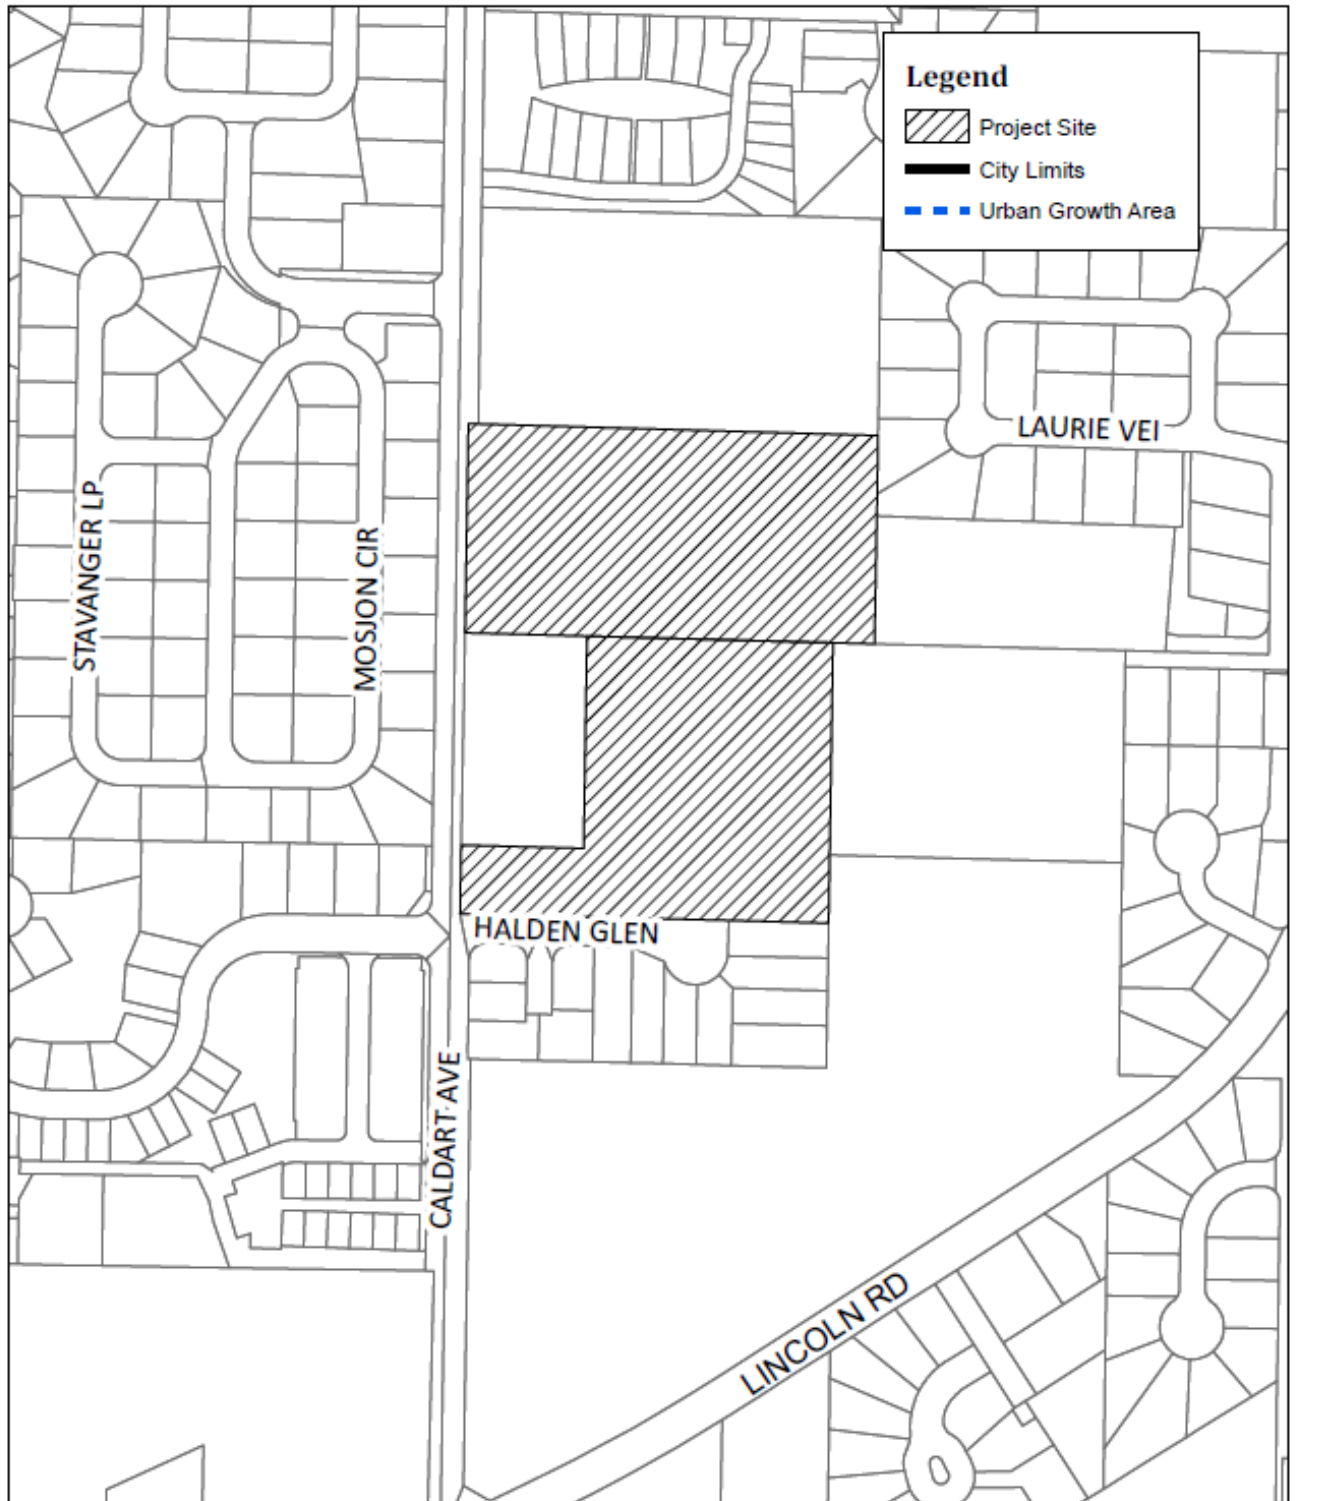 Legend
Project Site
City Limits
Urban Growth Area
LAURIE VEI
STAVANGER LP
MOSJON CIR
HALDEN GLEN
CALDART AVE
LINCOLN RD